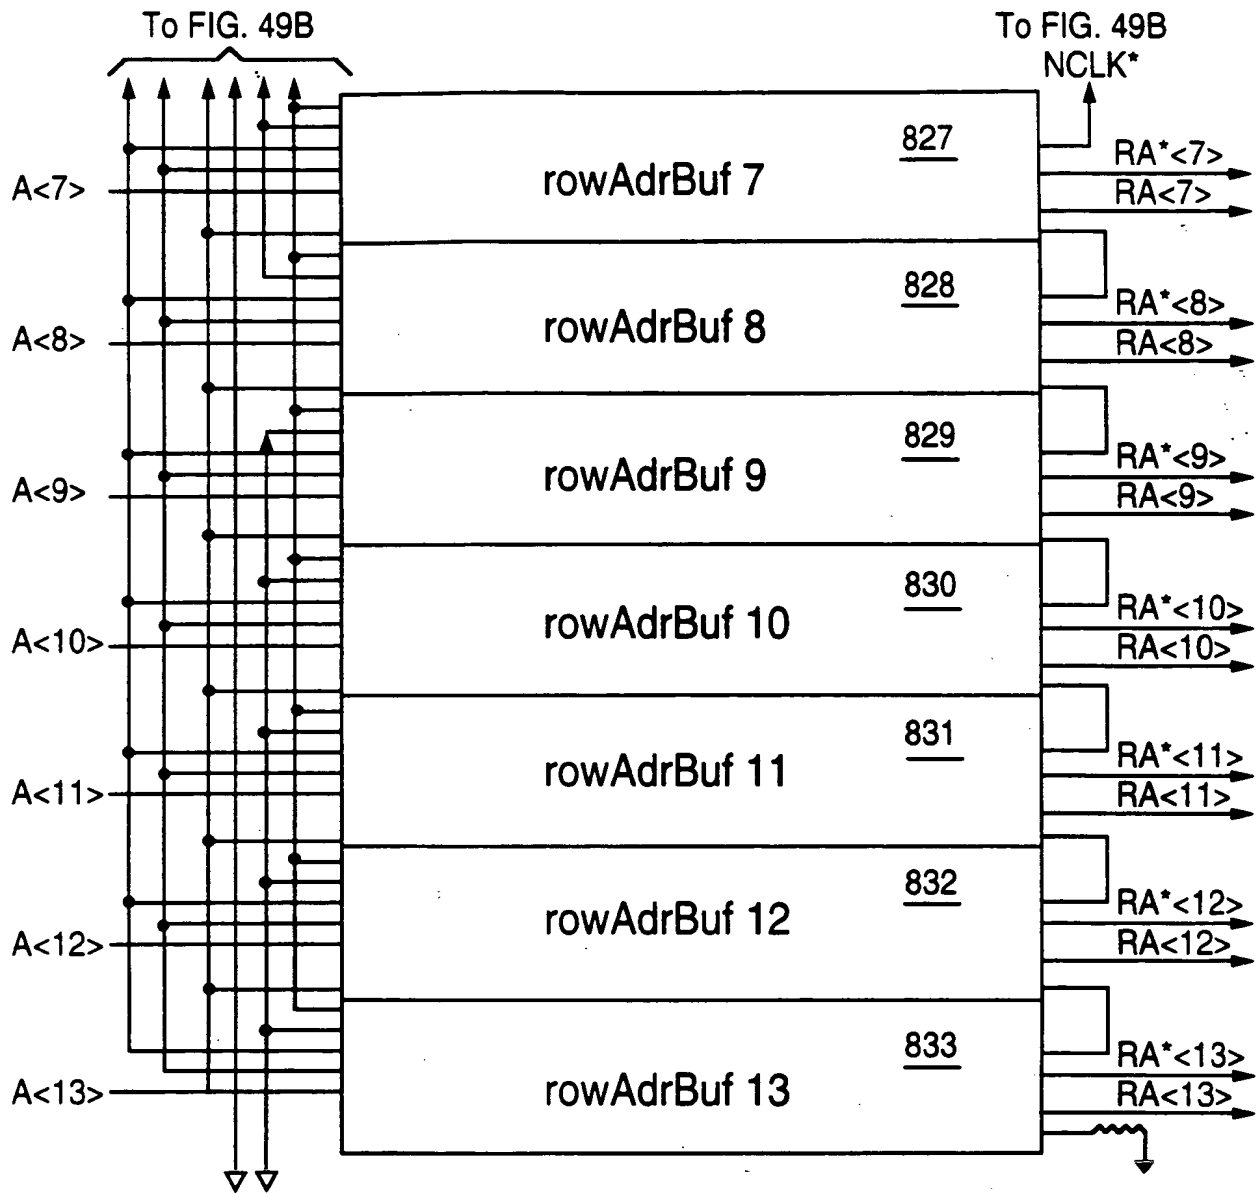 To FIG. 49B
To FIG. 49B
NCLK*
827
rowAdrBuf 7
A<7>
RA*<7>
RA<7>
828
rowAdrBuf 8
A<8>
RA*<8>
RA<8>
829
rowAdrBuf 9
A<9>
RA*<9>
RA<9>
830
rowAdrBuf 10
A<10>
RA*<10>
RA<10>
831
rowAdrBuf 11
A<11>
RA*<11>
RA<11>
832
rowAdrBuf 12
A<12>
RA*<12>
RA<12>
833
rowAdrBuf 13
A<13>
RA*<13>
RA<13>